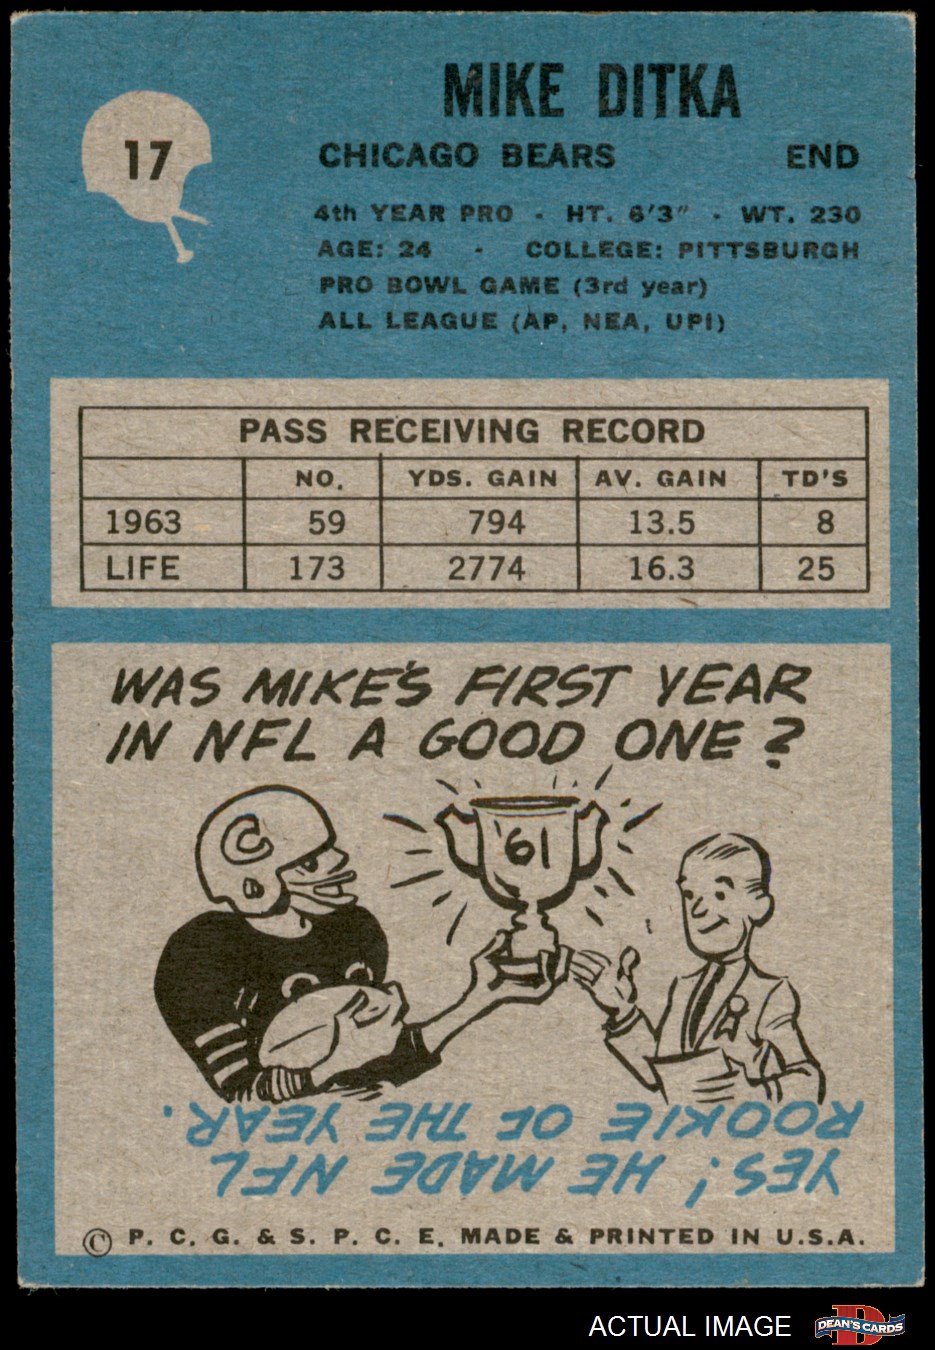 17
MIKE DITKA
CHICAGO BEARS END
4th YEAR PRO - HT. 6'3" - WT. 230
AGE: 24 - COLLEGE: PITTSBURGH
PRO BOWL GAME (3rd year)
ALL LEAGUE (AP, NEA, UPI)
PASS RECEIVING RECORD
NO. YDS. GAIN AV. GAIN TD'S
1963 59 794 13.5 8
LIFE 173 2774 16.3 25
WAS MIKE'S FIRST YEAR
IN NFL A GOOD ONE?
C
'61
YES! HE MADE NFL
ROOKIE OF THE YEAR.
© P. C. G. & S. P. C. E. MADE & PRINTED IN U.S.A.
ACTUAL IMAGE
D
DEAN'S CARDS